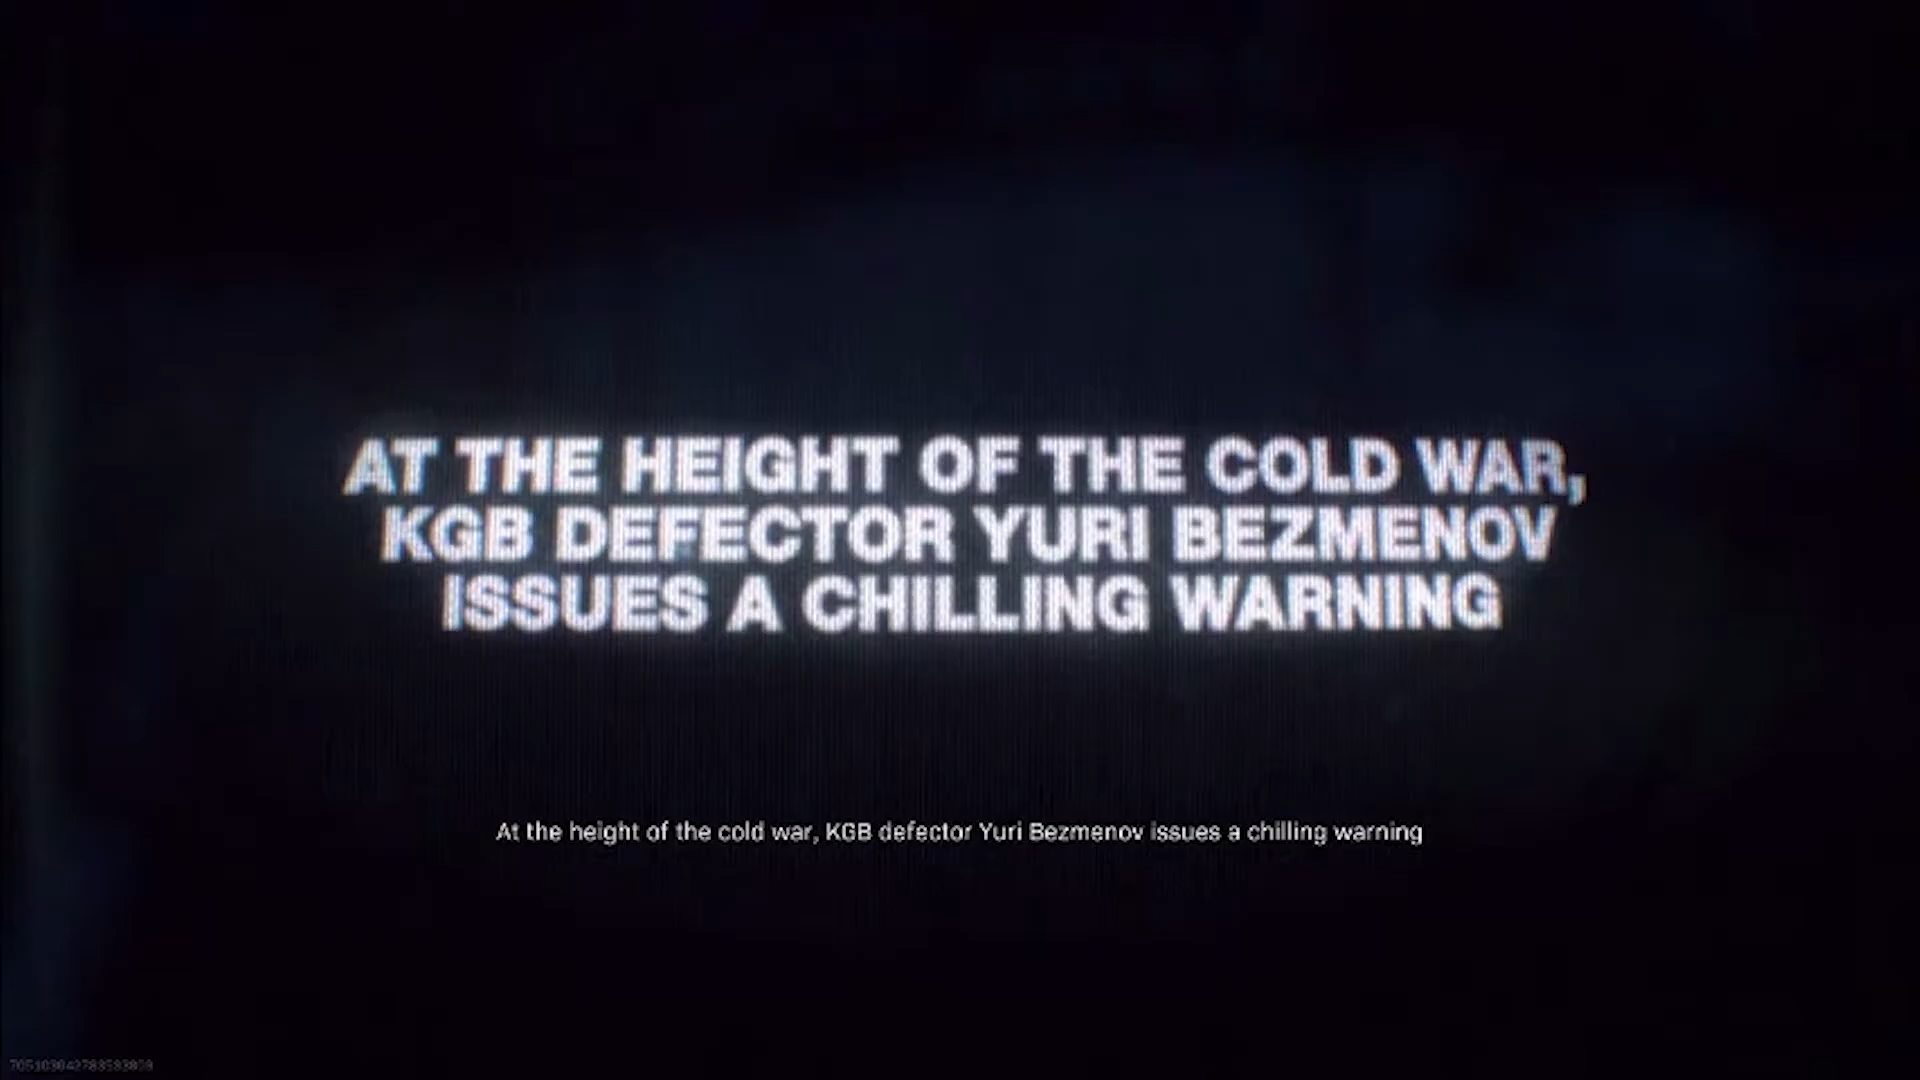 AT THE HEIGHT OF THE COLD WAR,
KGB DEFECTOR YURI BEZMENOV
ISSUES A CHILLING WARNING
At the height of the cold war, KGB defector Yuri Bezmenov issues a chilling warning